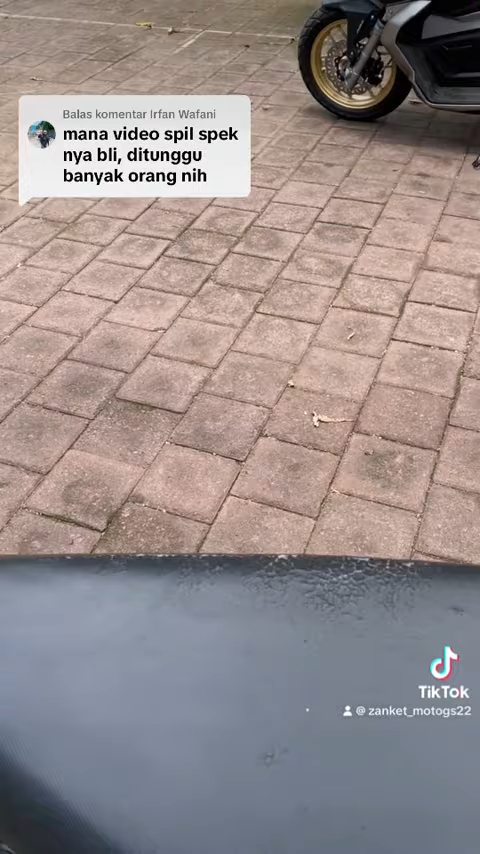 Balas komentar Irfan Wafani
mana video spil spek
nya bli, ditunggu
banyak orang nih
TikTok
@ zanket_motogs22